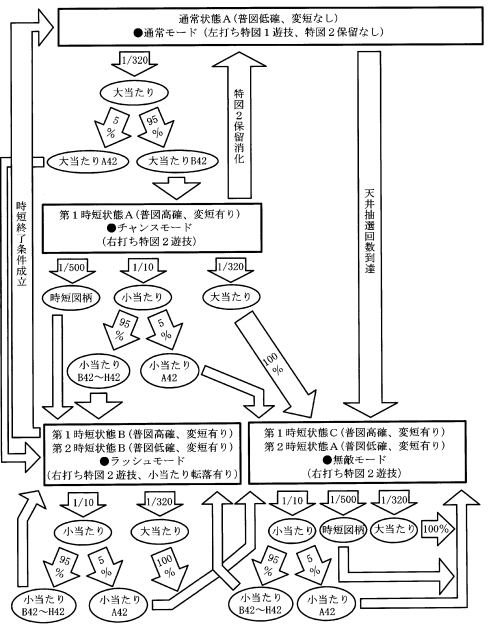 通常状態A(普図低確、変短なし)
●通常モード(左打ち特図1遊技、特図2保留なし)
1/320
大当たり
5%
95%
特図2保留消化
大当たりA42
大当たりB42
時短終了条件成立
天井抽選回数到達
第1時短状態A(普図高確、変短有り)
●チャンスモード
(右打ち特図2遊技)
1/500
1/10
1/320
時短図柄
小当たり
大当たり
95%
5%
100%
小当たり
B42~H42
小当たり
A42
第1時短状態B(普図高確、変短有り)
第2時短状態B(普図低確、変短有り)
●ラッシュモード
(右打ち特図2遊技、小当たり転落有り)
第1時短状態C(普図高確、変短有り)
第2時短状態A(普図低確、変短有り)
●無敵モード
(右打ち特図2遊技)
1/10
1/320
1/10
1/500
1/320
小当たり
大当たり
小当たり
時短図柄
大当たり
100%
95%
5%
100%
95%
5%
小当たり
B42~H42
小当たり
A42
小当たり
B42~H42
小当たり
A42